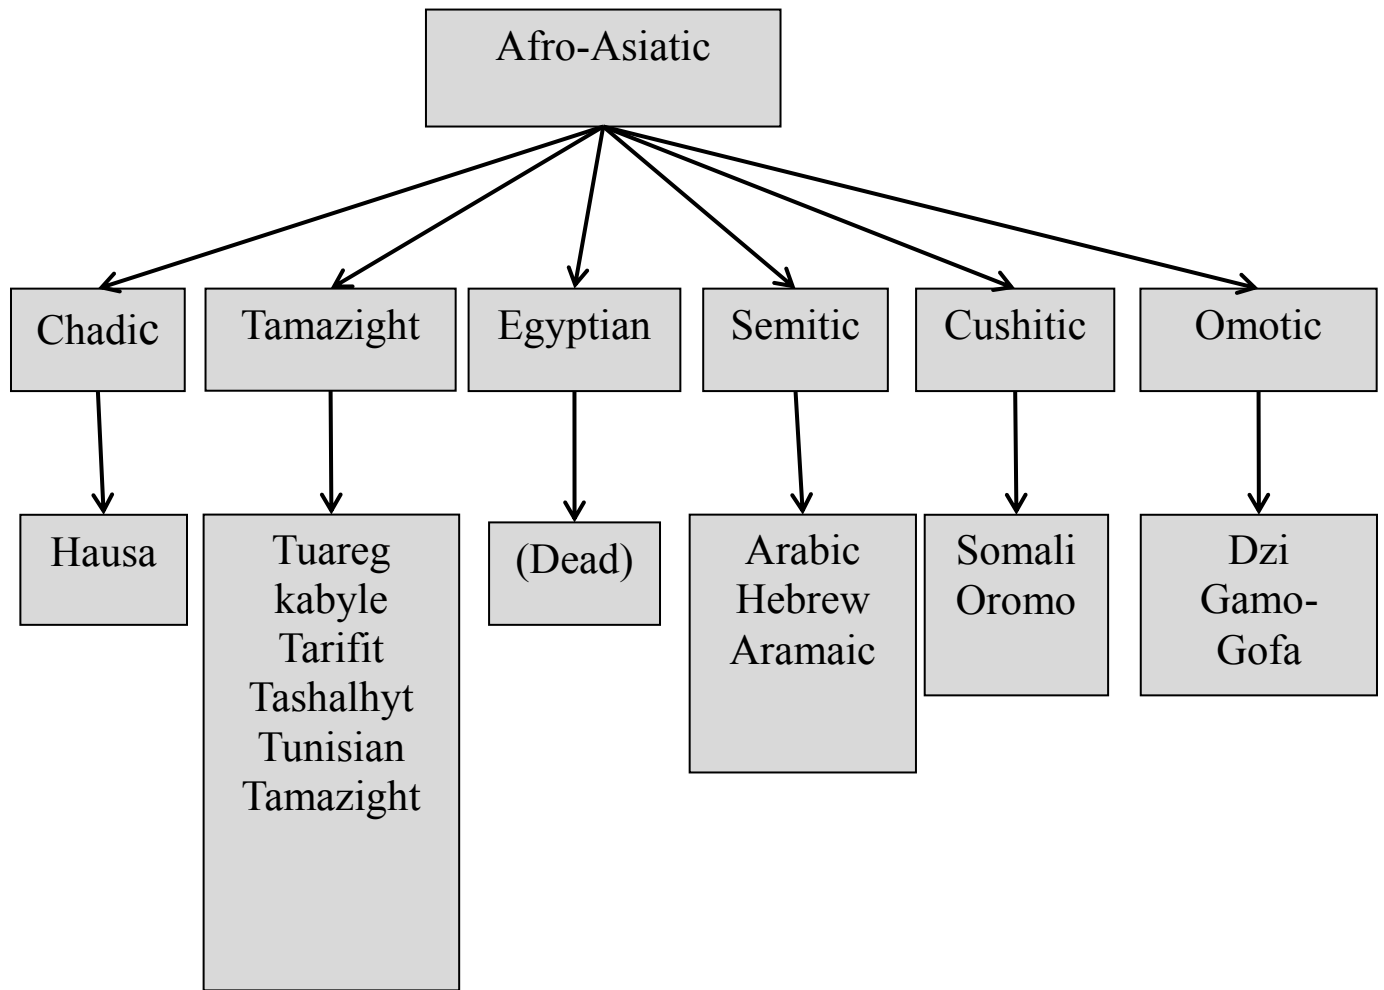 Afro-Asiatic
Chadic
Tamazight
Egyptian
Semitic
Cushitic
Omotic
Hausa
Tuareg
kabyle
Tarifit
Tashalhyt
Tunisian
Tamazight
(Dead)
Arabic
Hebrew
Aramaic
Somali
Oromo
Dzi
Gamo-
Gofa